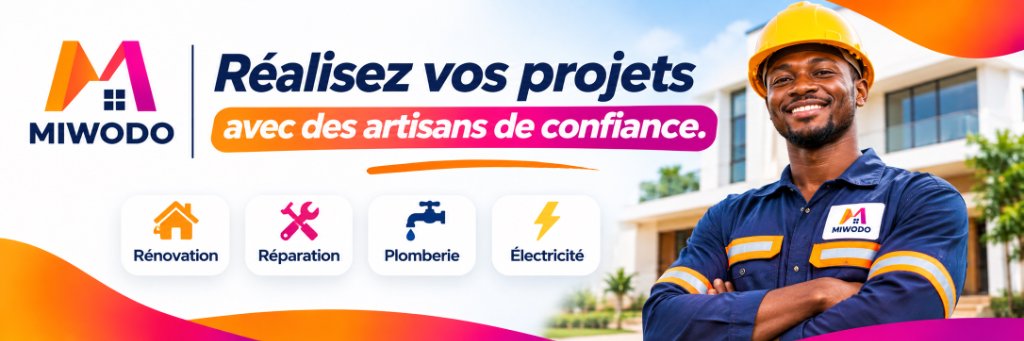 MIWODO
Réalisez vos projets
avec des artisans de confiance.
Rénovation
Réparation
Plomberie
Électricité
MIWODO